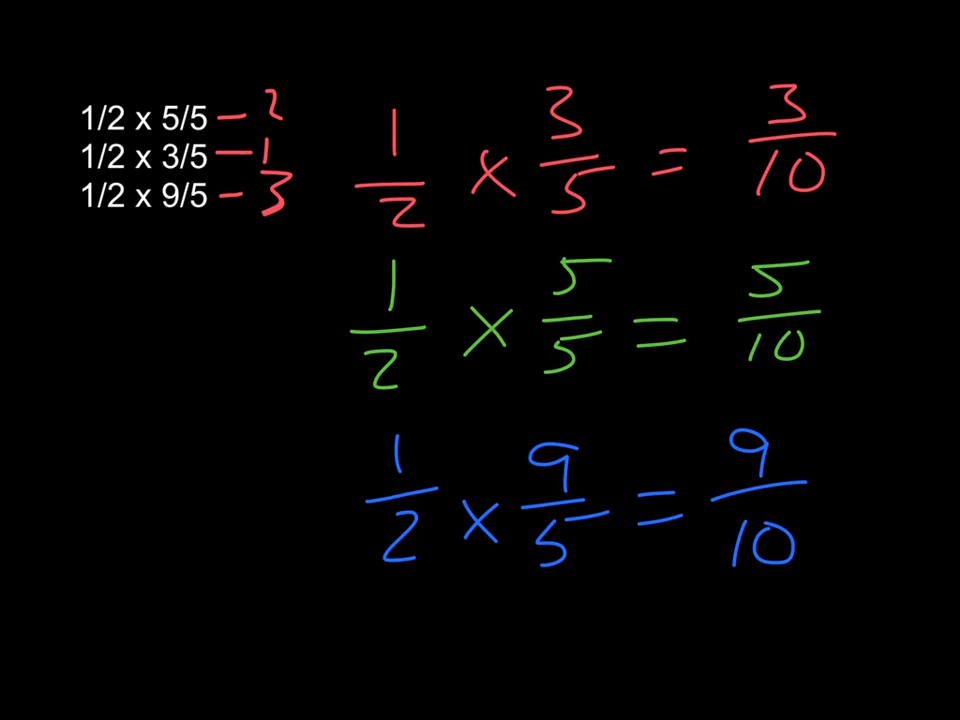 1/2 x 5/5 – 2
1/2 x 3/5 – 1
1/2 x 9/5 – 3
1/2 × 3/5 = 3/10
1/2 × 5/5 = 5/10
1/2 × 9/5 = 9/10